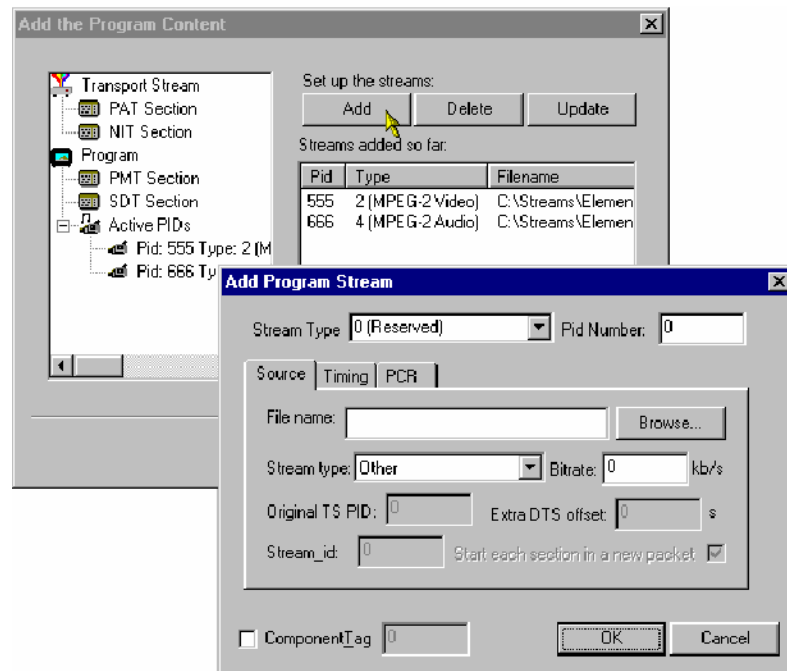 Add the Program Content
Transport Stream
PAT Section
NIT Section
Program
PMT Section
SDT Section
Active PIDs
Pid: 555 Type: 2 (M
Pid: 666 Ty
Set up the streams:
Add Delete Update
Streams added so far:
Pid Type Filename
555 2 (MPEG-2 Video) C:\Streams\Elemen
666 4 (MPEG-2 Audio) C:\Streams\Elemen
Add Program Stream
Stream Type 0 (Reserved) Pid Number: 0
Source Timing PCR
File name: Browse...
Stream type: Other Bitrate: 0 kb/s
Original TS PID: 0 Extra DTS offset: 0 s
Stream_id: 0 Start each section in a new packet
ComponentTag 0 OK Cancel